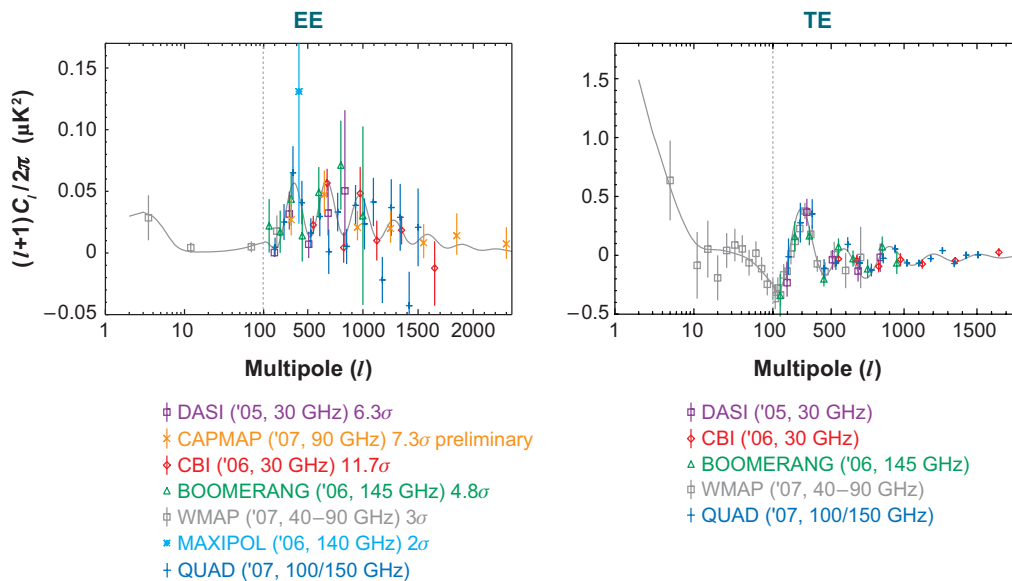 EE
(l+1) Cl/2π (μK²)
0.15
0.10
0.05
0
−0.05
1 10 100 500 1000 1500 2000
Multipole (l)
DASI ('05, 30 GHz) 6.3σ
CAPMAP ('07, 90 GHz) 7.3σ preliminary
CBI ('06, 30 GHz) 11.7σ
BOOMERANG ('06, 145 GHz) 4.8σ
WMAP ('07, 40–90 GHz) 3σ
MAXIPOL ('06, 140 GHz) 2σ
QUAD ('07, 100/150 GHz)
TE
1.5
1.0
0.5
0
−0.5
1 10 100 500 1000 1500
Multipole (l)
DASI ('05, 30 GHz)
CBI ('06, 30 GHz)
BOOMERANG ('06, 145 GHz)
WMAP ('07, 40–90 GHz)
QUAD ('07, 100/150 GHz)